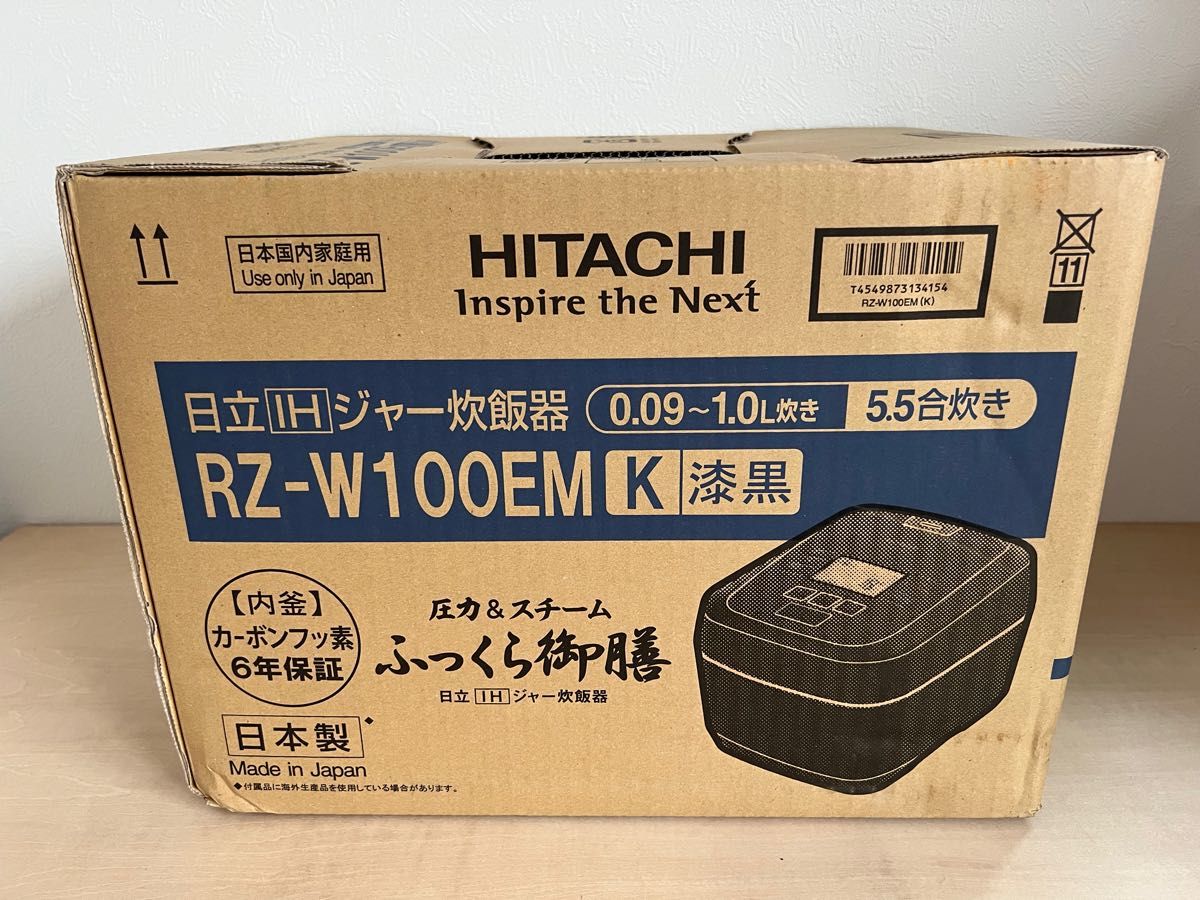 日本国内家庭用
Use only in Japan
HITACHI
Inspire the Next
T4549873134154
RZ-W100EM(K)
11
日立IHジャー炊飯器
0.09～1.0L炊き 5.5合炊き
RZ-W100EM K 漆黒
【内釜】
カーボンフッ素
6年保証
圧力&スチーム
ふっくら御膳
日立IHジャー炊飯器
日本製◆
Made in Japan
◆付属品に海外生産品を使用している場合があります。